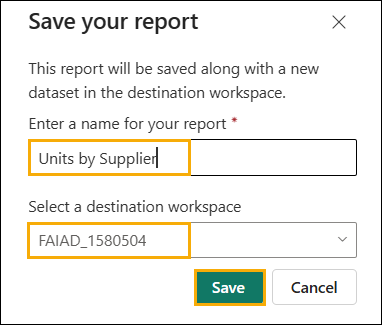 Save your report
This report will be saved along with a new
dataset in the destination workspace.
Enter a name for your report *
Units by Supplier
Select a destination workspace
FAIAD_1580504
Save Cancel